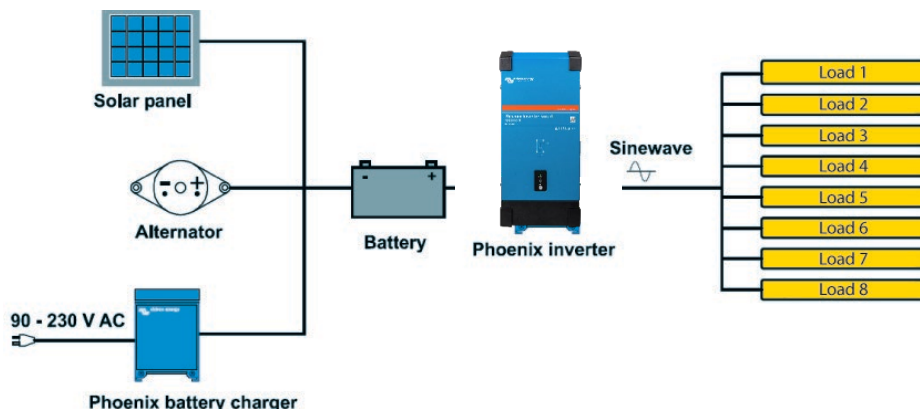 Solar panel
Alternator
90 - 230 V AC
Phoenix battery charger
- +
Battery
Phoenix inverter
Sinewave
Load 1
Load 2
Load 3
Load 4
Load 5
Load 6
Load 7
Load 8